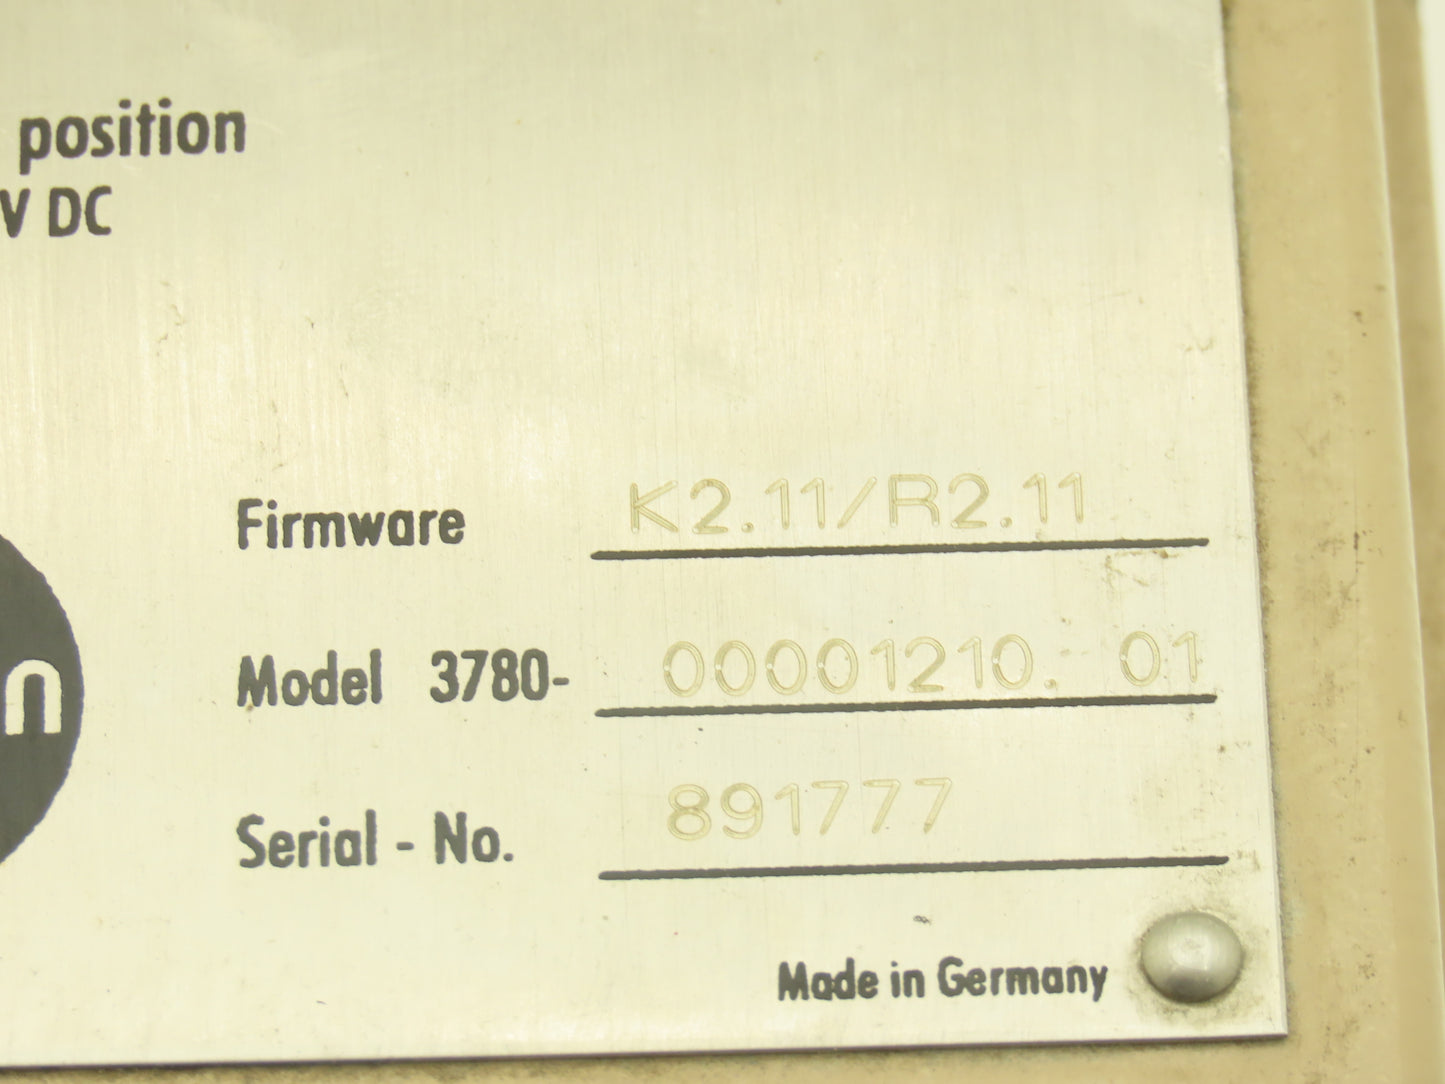 position
V DC
Firmware K2.11/R2.11
Model 3780- 00001210. 01
n
Serial - No. 891777
Made in Germany